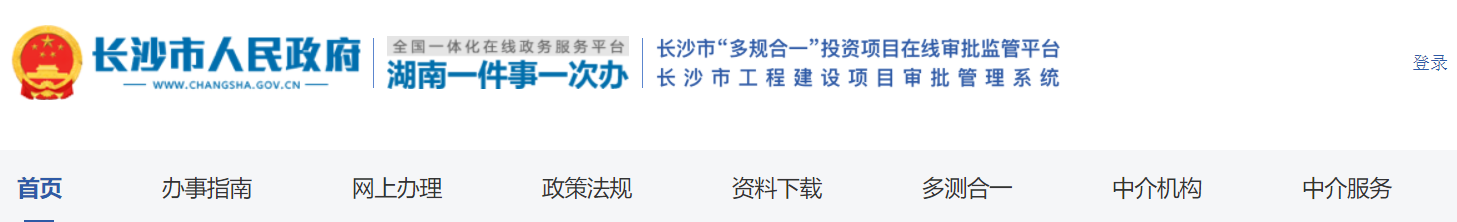 长沙市人民政府
WWW.CHANGSHA.GOV.CN
全国一体化在线政务服务平台
湖南一件事一次办
长沙市“多规合一”投资项目在线审批监管平台
长沙市工程建设项目审批管理系统
登录
首页
办事指南
网上办理
政策法规
资料下载
多测合一
中介机构
中介服务